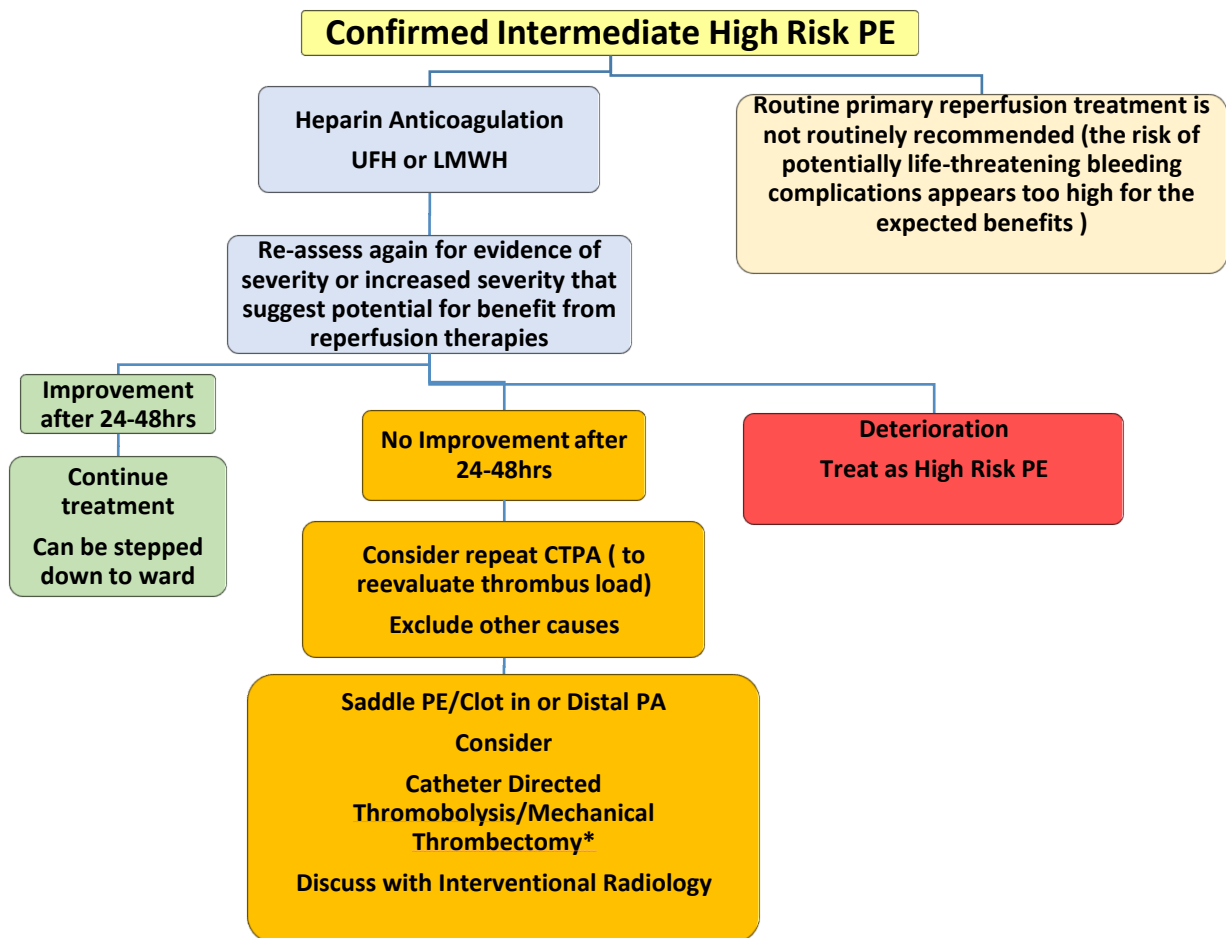 Confirmed Intermediate High Risk PE
Heparin Anticoagulation
UFH or LMWH
Routine primary reperfusion treatment is
not routinely recommended (the risk of
potentially life-threatening bleeding
complications appears too high for the
expected benefits )
Re-assess again for evidence of
severity or increased severity that
suggest potential for benefit from
reperfusion therapies
Improvement
after 24-48hrs
Continue
treatment
Can be stepped
down to ward
No Improvement after
24-48hrs
Consider repeat CTPA ( to
reevaluate thrombus load)
Exclude other causes
Saddle PE/Clot in or Distal PA
Consider
Catheter Directed
Thromobolysis/Mechanical
Thrombectomy*
Discuss with Interventional Radiology
Deterioration
Treat as High Risk PE